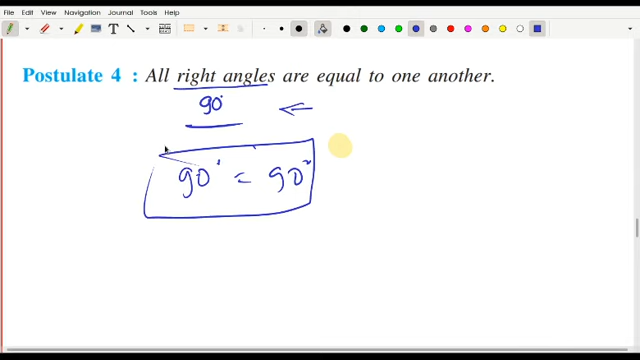 File Edit View Navigation Journal Tools Help
Postulate 4 : All right angles are equal to one another.
90°
90° = 90°